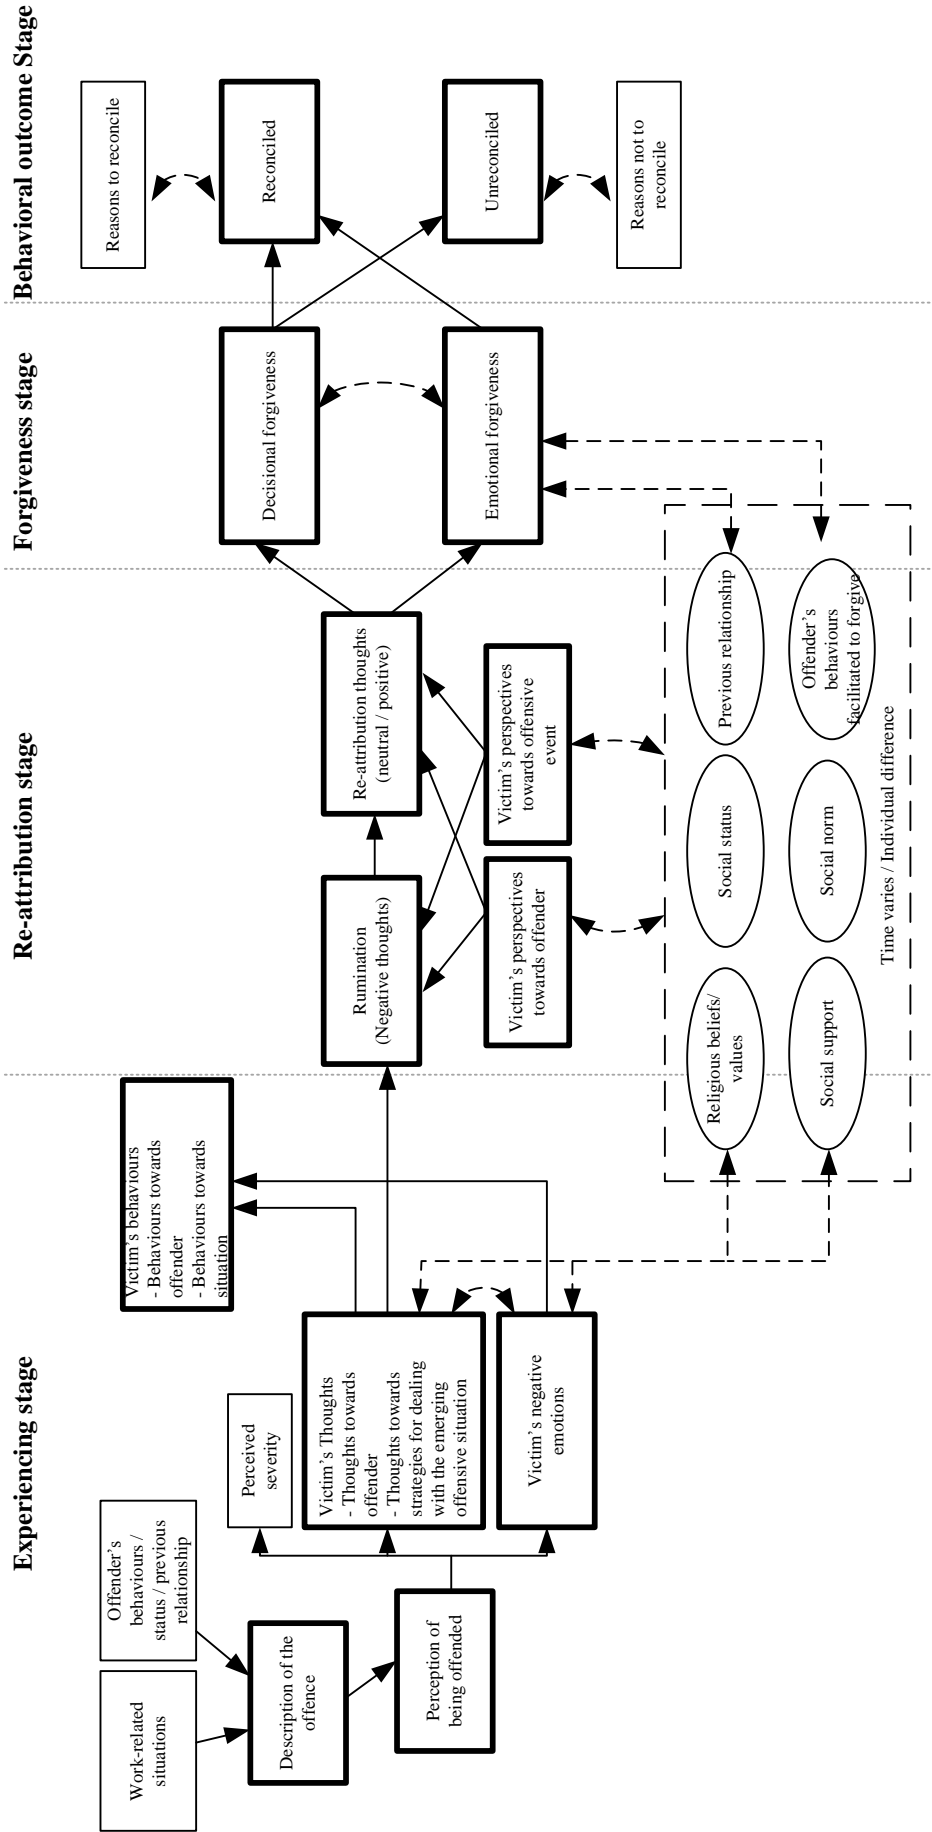 Experiencing stage
Re-attribution stage
Forgiveness stage
Behavioral outcome Stage
Work-related
situations
Offender's
behaviours /
status / previous
relationship
Description of the
offence
Perception of
being offended
Perceived
severity
Victim's Thoughts
- Thoughts towards
offender
- Thoughts towards
strategies for dealing
with the emerging
offensive situation
Victim's negative
emotions
Victim's behaviours
- Behaviours towards
offender
- Behaviours towards
situation
Rumination
(Negative thoughts)
Re-attribution thoughts
(neutral / positive)
Victim's perspectives
towards offender
Victim's perspectives
towards offensive
event
Decisional forgiveness
Emotional forgiveness
Reasons to reconcile
Reconciled
Unreconciled
Reasons not to
reconcile
Religious beliefs/
values
Social status
Previous relationship
Social support
Social norm
Offender's
behaviours
facilitated to forgive
Time varies / Individual difference